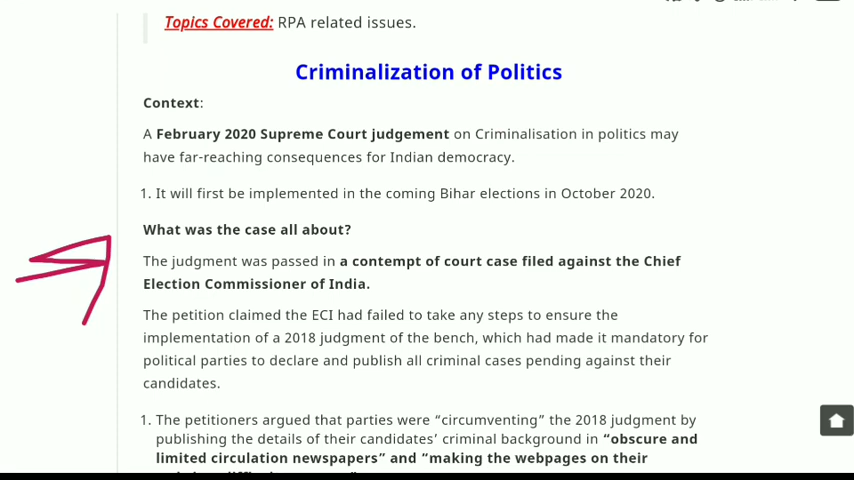 Topics Covered: RPA related issues.
Criminalization of Politics
Context:
A February 2020 Supreme Court judgement on Criminalisation in politics may
have far-reaching consequences for Indian democracy.
1. It will first be implemented in the coming Bihar elections in October 2020.
What was the case all about?
The judgment was passed in a contempt of court case filed against the Chief
Election Commissioner of India.
The petition claimed the ECI had failed to take any steps to ensure the
implementation of a 2018 judgment of the bench, which had made it mandatory for
political parties to declare and publish all criminal cases pending against their
candidates.
1. The petitioners argued that parties were “circumventing” the 2018 judgment by
publishing the details of their candidates’ criminal background in “obscure and
limited circulation newspapers” and “making the webpages on their